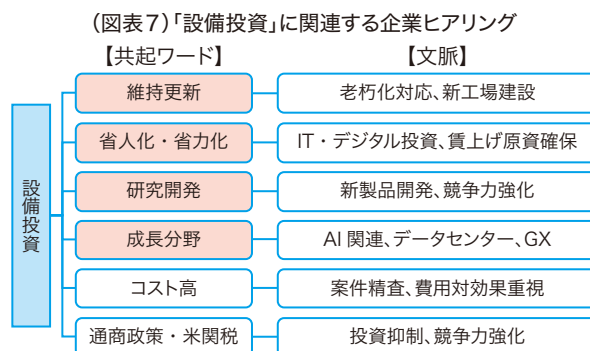 （図表７）「設備投資」に関連する企業ヒアリング
【共起ワード】 【文脈】
設備投資
維持更新 老朽化対応、新工場建設
省人化・省力化 IT・デジタル投資、賃上げ原資確保
研究開発 新製品開発、競争力強化
成長分野 AI 関連、データセンター、GX
コスト高 案件精査、費用対効果重視
通商政策・米関税 投資抑制、競争力強化